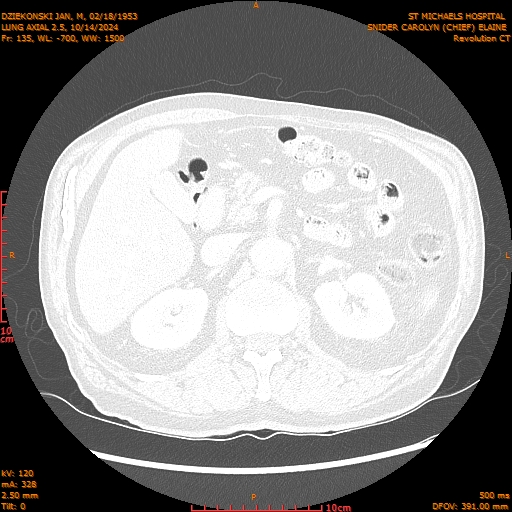 A
DZIEKONSKI JAN, M, 02/18/1953
LUNG AXIAL 2.5, 10/14/2024
Fr: 135, WL: -700, WW: 1500
ST MICHAELS HOSPITAL
SNIDER CAROLYN (CHIEF) ELAINE
Revolution CT
R
L
10
cm
kV: 120
mA: 328
2.50 mm
Tilt: 0
P
10cm
500 ms
DFOV: 391.00 mm